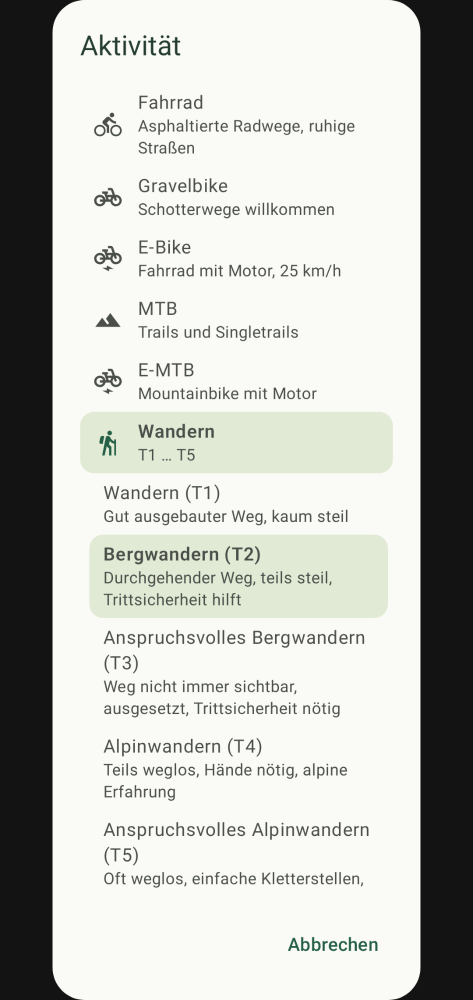 Aktivität
Fahrrad
Asphaltierte Radwege, ruhige
Straßen
Gravelbike
Schotterwege willkommen
E-Bike
Fahrrad mit Motor, 25 km/h
MTB
Trails und Singletrails
E-MTB
Mountainbike mit Motor
Wandern
T1 … T5
Wandern (T1)
Gut ausgebauter Weg, kaum steil
Bergwandern (T2)
Durchgehender Weg, teils steil,
Trittsicherheit hilft
Anspruchsvolles Bergwandern
(T3)
Weg nicht immer sichtbar,
ausgesetzt, Trittsicherheit nötig
Alpinwandern (T4)
Teils weglos, Hände nötig, alpine
Erfahrung
Anspruchsvolles Alpinwandern
(T5)
Oft weglos, einfache Kletterstellen,
Abbrechen